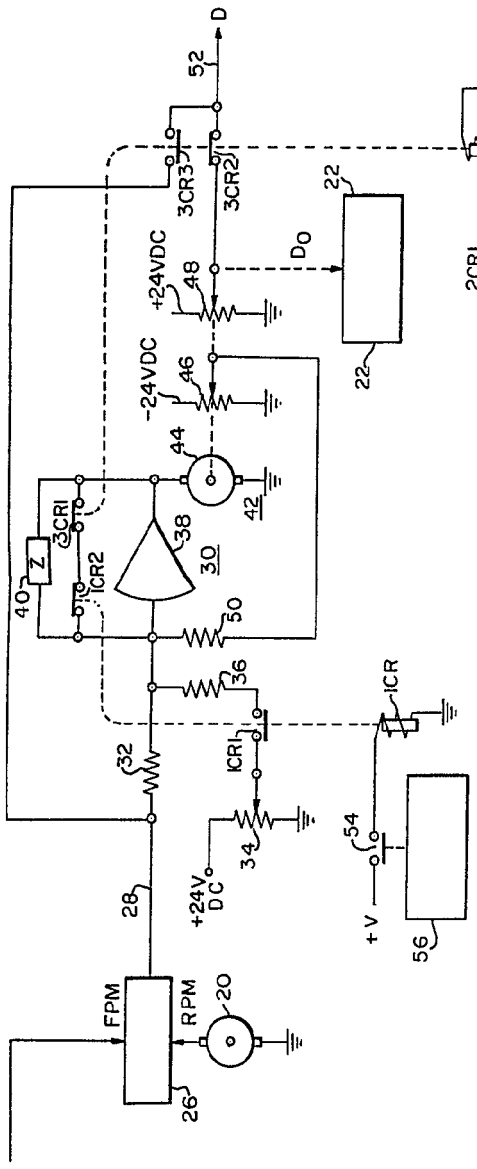 52
D
3CR3
3CR2
D₀
22
22
2CR1
+24VDC
48
-24VDC
46
44
42
40
Z
3CR1
1CR2
38
30
50
36
32
1CR1
34
+24V
DC
28
1CR
54
+V
56
FPM
RPM
20
26